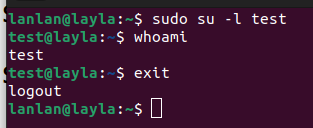 lanlan@layla:~$ sudo su -l test
test@layla:~$ whoami
test
test@layla:~$ exit
logout
lanlan@layla:~$